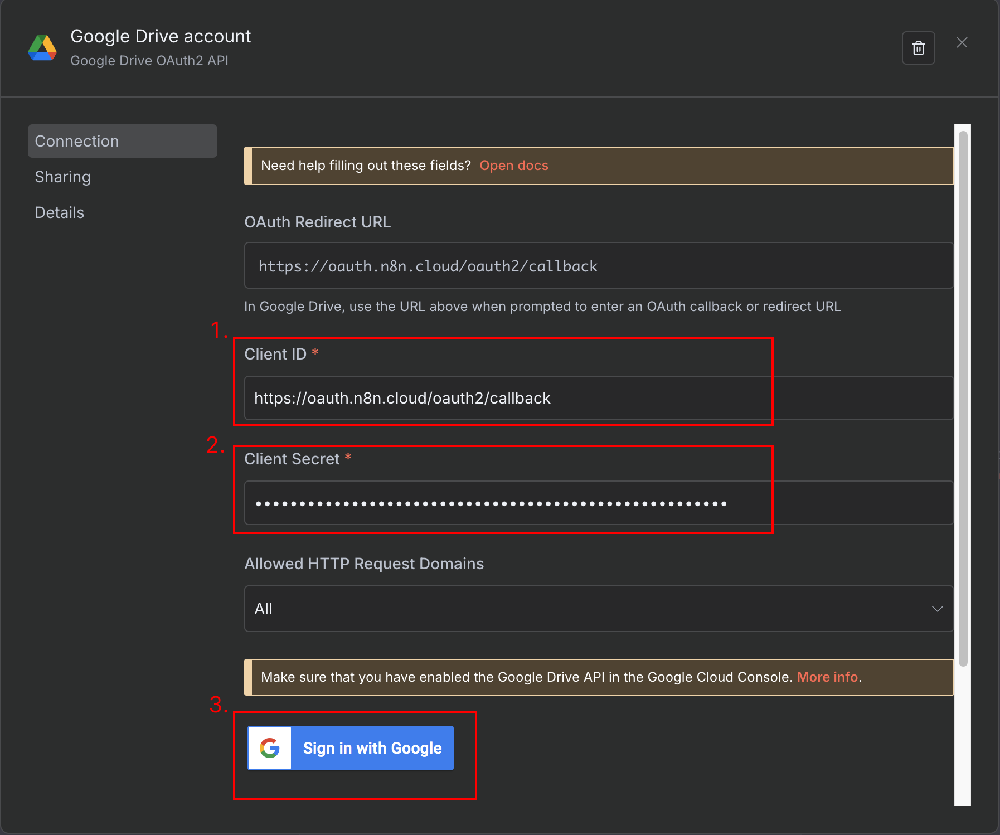 Google Drive account
Google Drive OAuth2 API
Connection
Sharing
Details
Need help filling out these fields? Open docs
OAuth Redirect URL
https://oauth.n8n.cloud/oauth2/callback
In Google Drive, use the URL above when prompted to enter an OAuth callback or redirect URL
1.
Client ID *
https://oauth.n8n.cloud/oauth2/callback
2.
Client Secret *
••••••••••••••••••••••••••••••••••••••••••••••••••••••
Allowed HTTP Request Domains
All
Make sure that you have enabled the Google Drive API in the Google Cloud Console. More info.
3.
Sign in with Google